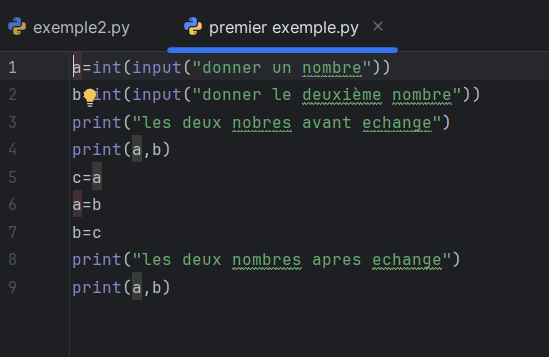 exemple2.py premier exemple.py
1 a=int(input("donner un nombre"))
2 b=int(input("donner le deuxième nombre"))
3 print("les deux nobres avant echange")
4 print(a,b)
5 c=a
6 a=b
7 b=c
8 print("les deux nombres apres echange")
9 print(a,b)